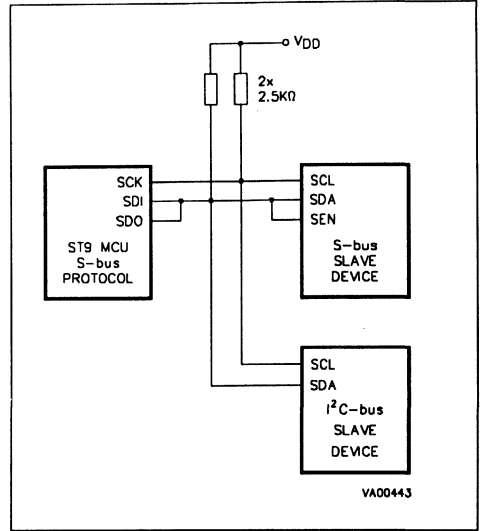 VDD
2x
2.5KΩ
SCK
SDI
SDO
ST9 MCU
S-bus
PROTOCOL
SCL
SDA
SEN
S-bus
SLAVE
DEVICE
SCL
SDA
I²C-bus
SLAVE
DEVICE
VA00443